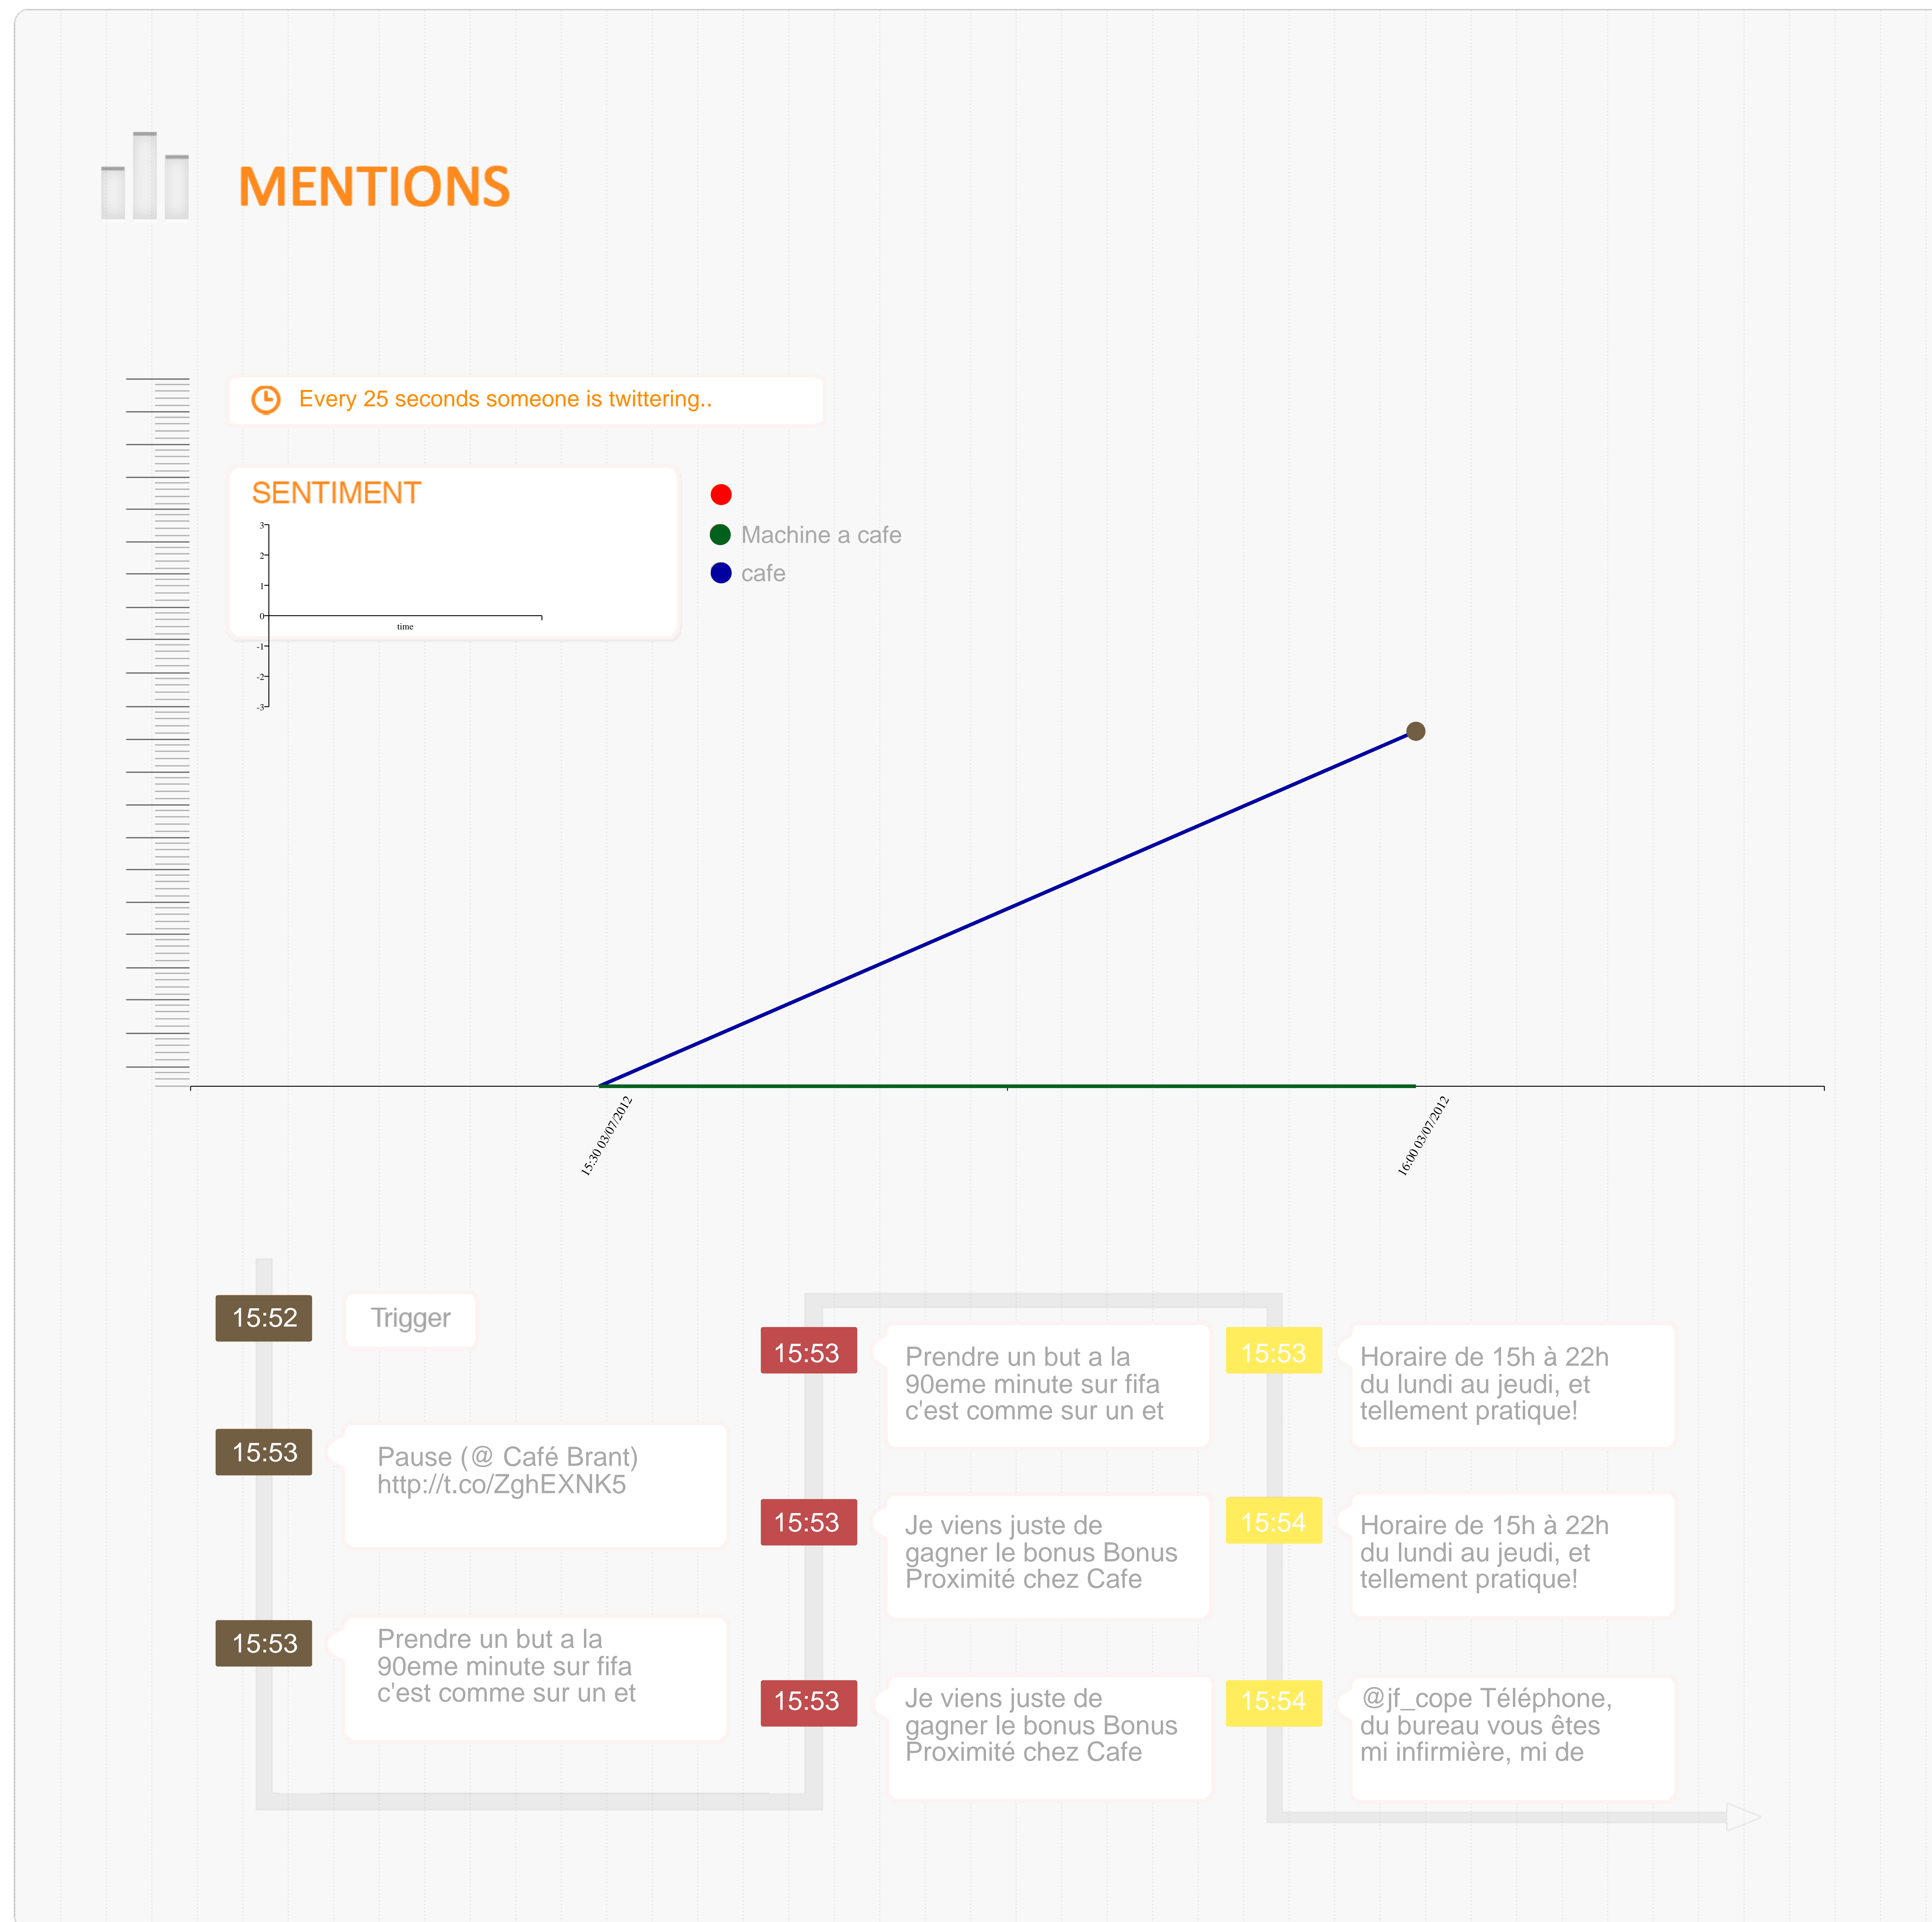 MENTIONS
Every 25 seconds someone is twittering..
SENTIMENT
3
2
1
0
time
-1
-2
-3
Machine a cafe
cafe
15:30 03/07/2012
16:00 03/07/2012
15:52
Trigger
15:53
Pause (@ Café Brant)
http://t.co/ZghEXNK5
15:53
Prendre un but a la
90eme minute sur fifa
c'est comme sur un et
15:53
Prendre un but a la
90eme minute sur fifa
c'est comme sur un et
15:53
Je viens juste de
gagner le bonus Bonus
Proximité chez Cafe
15:53
Je viens juste de
gagner le bonus Bonus
Proximité chez Cafe
15:53
Horaire de 15h à 22h
du lundi au jeudi, et
tellement pratique!
15:54
Horaire de 15h à 22h
du lundi au jeudi, et
tellement pratique!
15:54
@jf_cope Téléphone,
du bureau vous êtes
mi infirmière, mi de